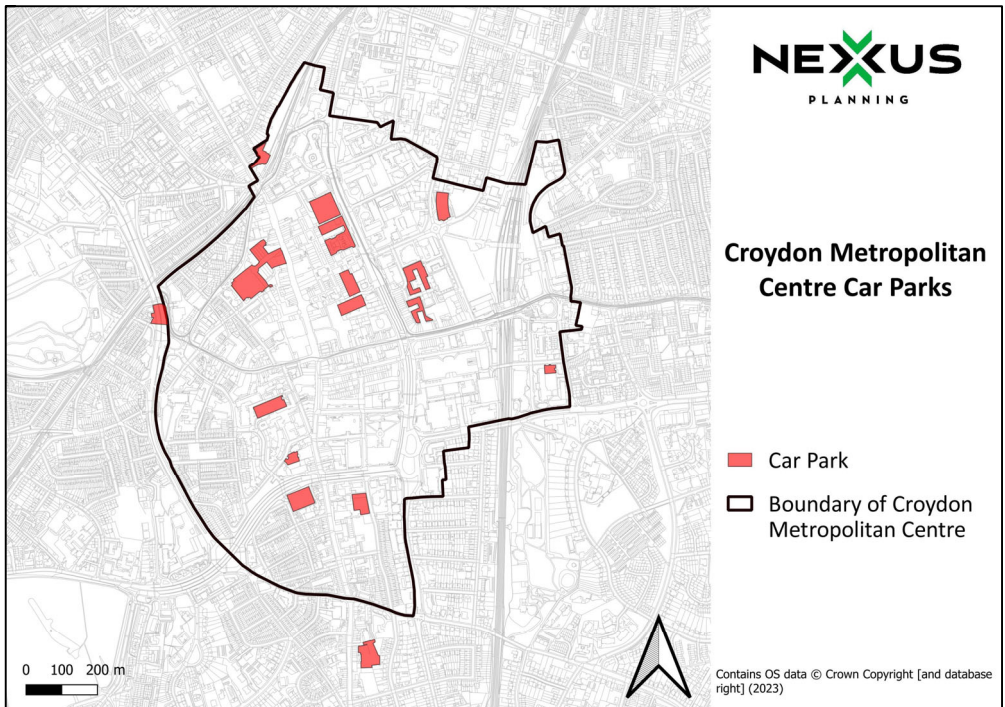 NEXUS
PLANNING
Croydon Metropolitan
Centre Car Parks
Car Park
Boundary of Croydon
Metropolitan Centre
0 100 200 m
Contains OS data © Crown Copyright [and database
right] (2023)